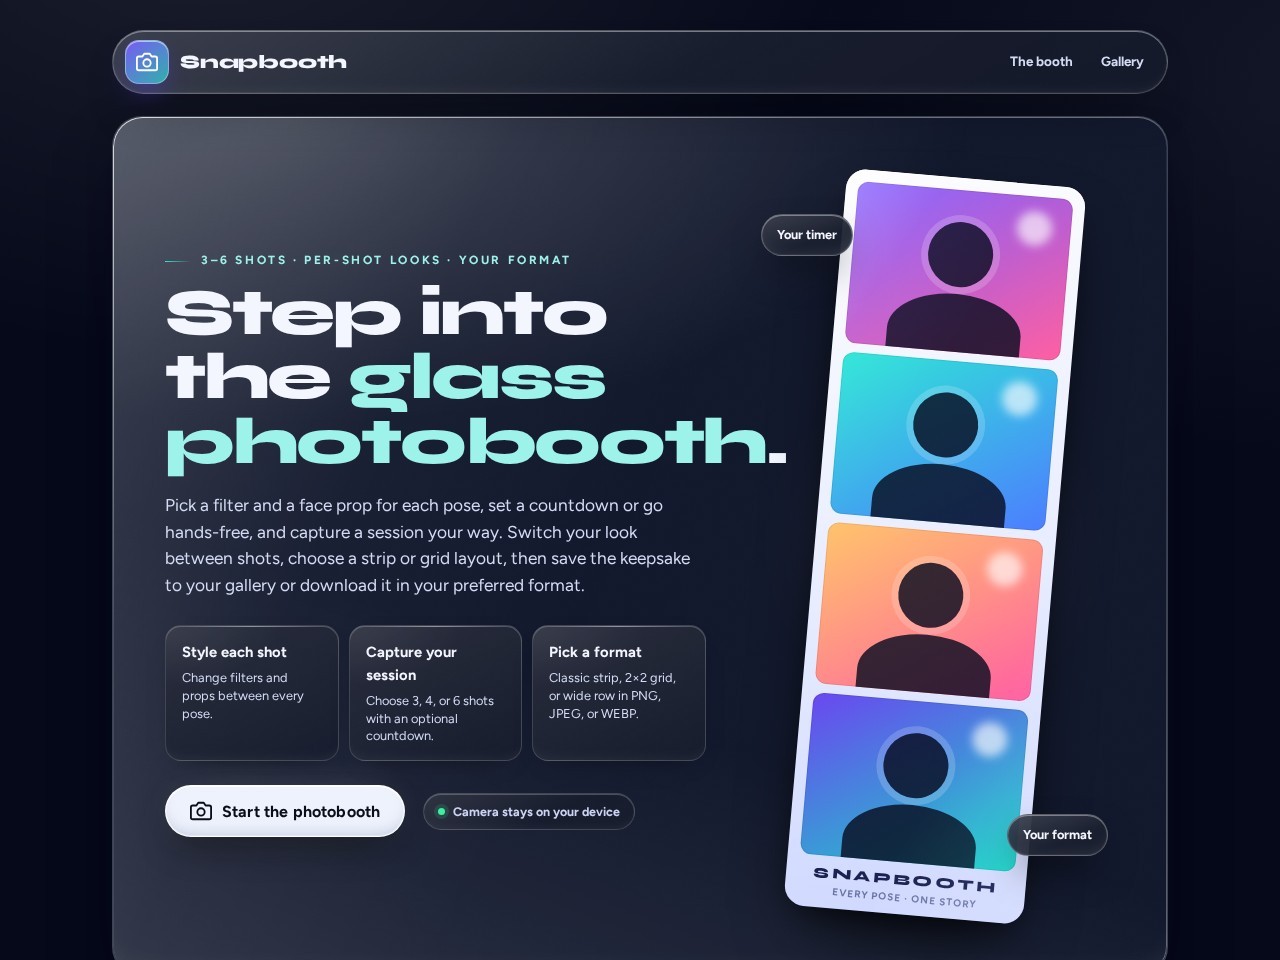 Snapbooth
The booth
Gallery
3–6 SHOTS · PER-SHOT LOOKS · YOUR FORMAT
Step into
the glass
photobooth.
Pick a filter and a face prop for each pose, set a countdown or go
hands-free, and capture a session your way. Switch your look
between shots, choose a strip or grid layout, then save the keepsake
to your gallery or download it in your preferred format.
Style each shot
Change filters and
props between every
pose.
Capture your
session
Choose 3, 4, or 6 shots
with an optional
countdown.
Pick a format
Classic strip, 2×2 grid,
or wide row in PNG,
JPEG, or WEBP.
Start the photobooth
Camera stays on your device
Your timer
Your format
SNAPBOOTH
EVERY POSE · ONE STORY